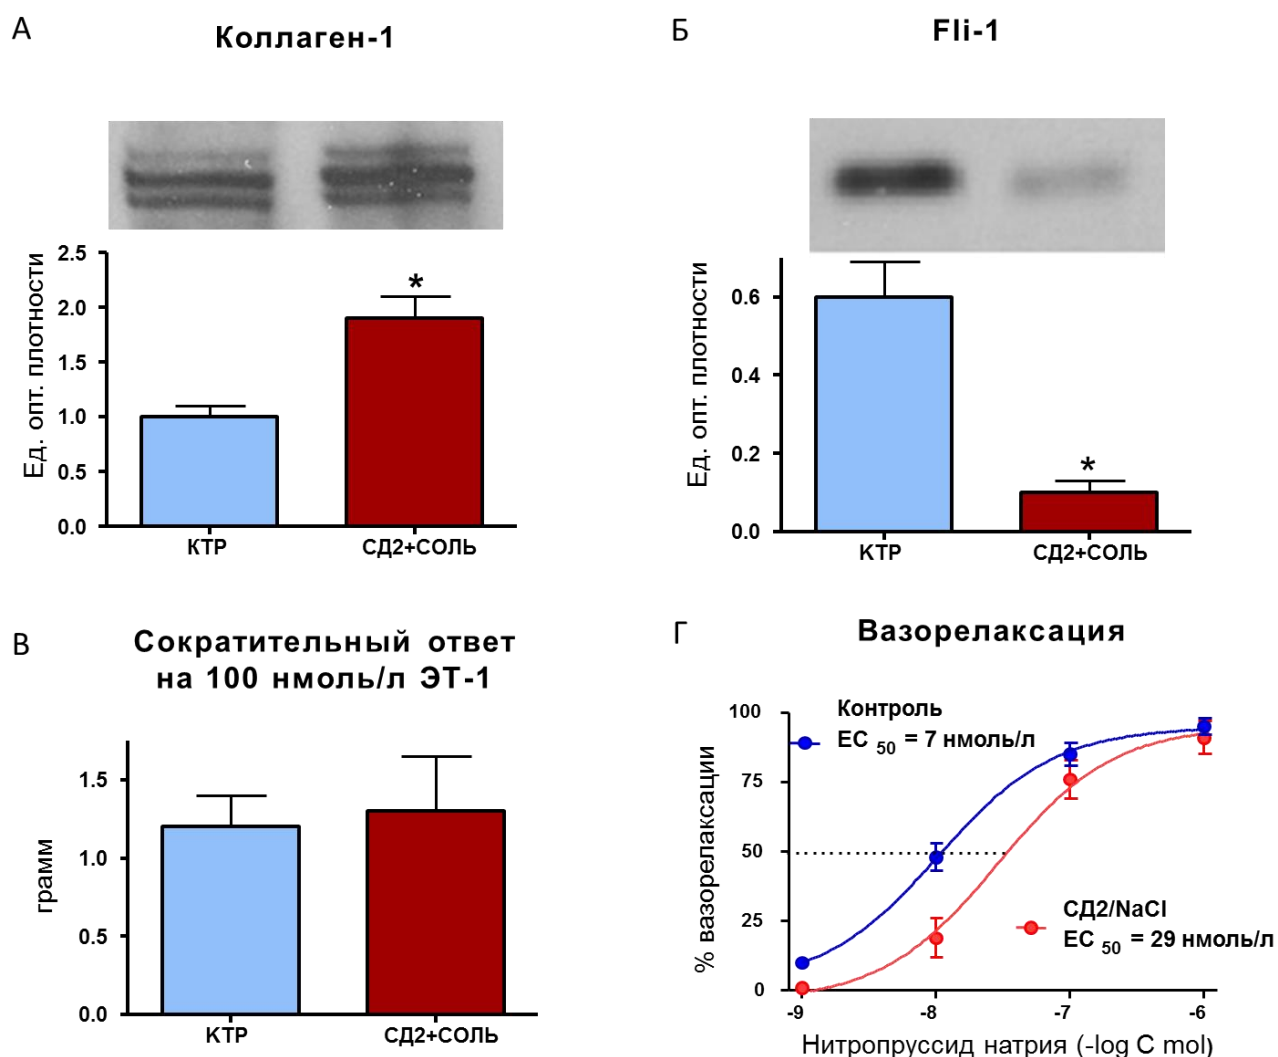 А
Коллаген-1
Ед. опт. плотности
2.5
2.0
1.5
1.0
0.5
0.0
*
КТР
СД2+СОЛЬ
Б
Fli-1
Ед. опт. плотности
0.6
0.4
0.2
0.0
*
КТР
СД2+СОЛЬ
В
Сократительный ответ
на 100 нмоль/л ЭТ-1
грамм
1.5
1.0
0.5
0.0
КТР
СД2+СОЛЬ
Г
Вазорелаксация
% вазорелаксации
100
75
50
25
0
Контроль
EC 50 = 7 нмоль/л
СД2/NaCl
EC 50 = 29 нмоль/л
-9
-8
-7
-6
Нитропруссид натрия (-log C mol)